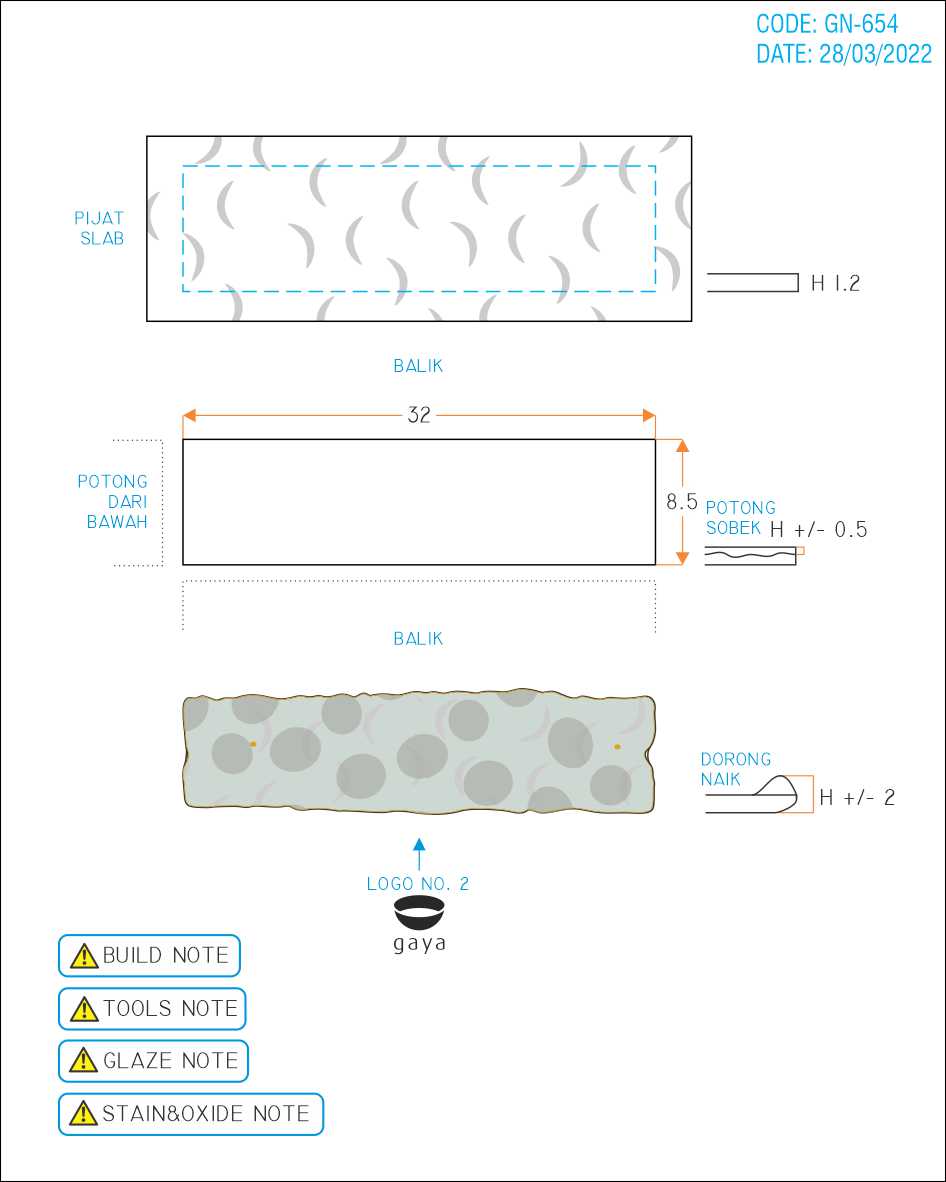 CODE: GN-654
DATE: 28/03/2022
PIJAT
SLAB
H 1.2
BALIK
32
POTONG
DARI
BAWAH
8.5
POTONG
SOBEK
H +/- 0.5
BALIK
DORONG
NAIK
H +/- 2
LOGO NO. 2
gaya
BUILD NOTE
TOOLS NOTE
GLAZE NOTE
STAIN&OXIDE NOTE